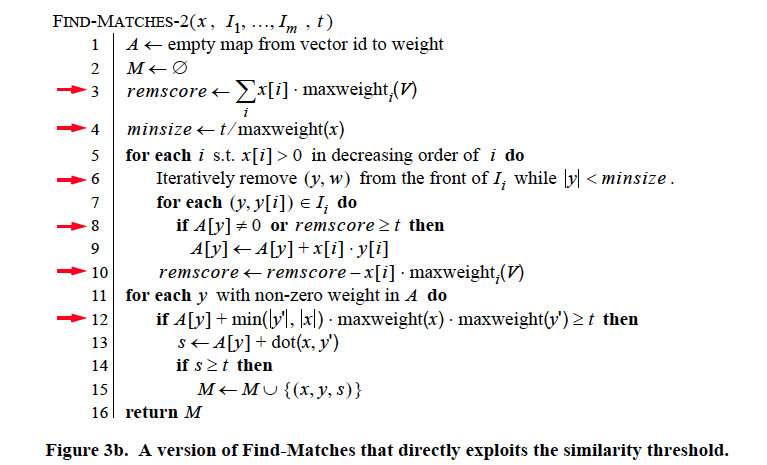 FIND-MATCHES-2(x, I1, …, Im , t)
1 A ← empty map from vector id to weight
2 M ← ∅
3 remscore ← ∑i x[i] · maxweighti(V)
4 minsize ← t/maxweight(x)
5 for each i s.t. x[i] > 0 in decreasing order of i do
6 Iteratively remove (y, w) from the front of Ii while |y| < minsize.
7 for each (y, y[i]) ∈ Ii do
8 if A[y] ≠ 0 or remscore ≥ t then
9 A[y] ← A[y] + x[i] · y[i]
10 remscore ← remscore – x[i] · maxweighti(V)
11 for each y with non-zero weight in A do
12 if A[y] + min(|y'|, |x|) · maxweight(x) · maxweight(y') ≥ t then
13 s ← A[y] + dot(x, y')
14 if s ≥ t then
15 M ← M ∪ {(x, y, s)}
16 return M
Figure 3b. A version of Find-Matches that directly exploits the similarity threshold.